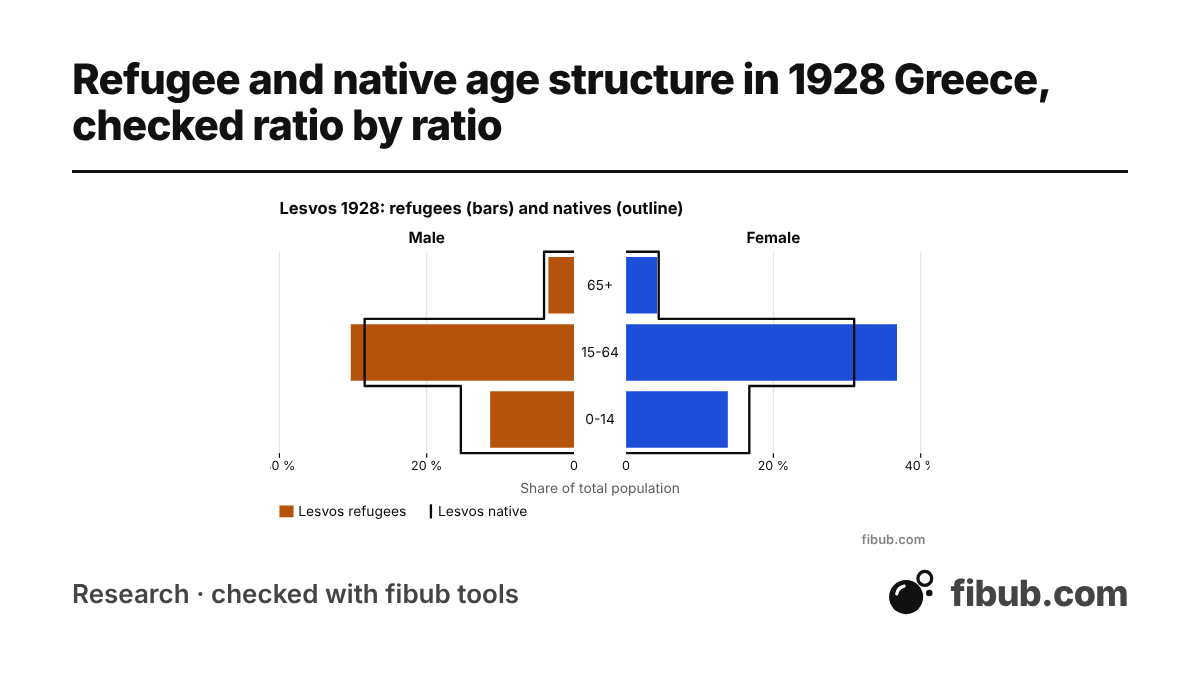 Refugee and native age structure in 1928 Greece,
checked ratio by ratio
Lesvos 1928: refugees (bars) and natives (outline)
Male
Female
65+
15-64
0-14
0 %
20 %
0
0
20 %
40
Share of total population
Lesvos refugees
Lesvos native
fibub.com
Research · checked with fibub tools
fibub.com